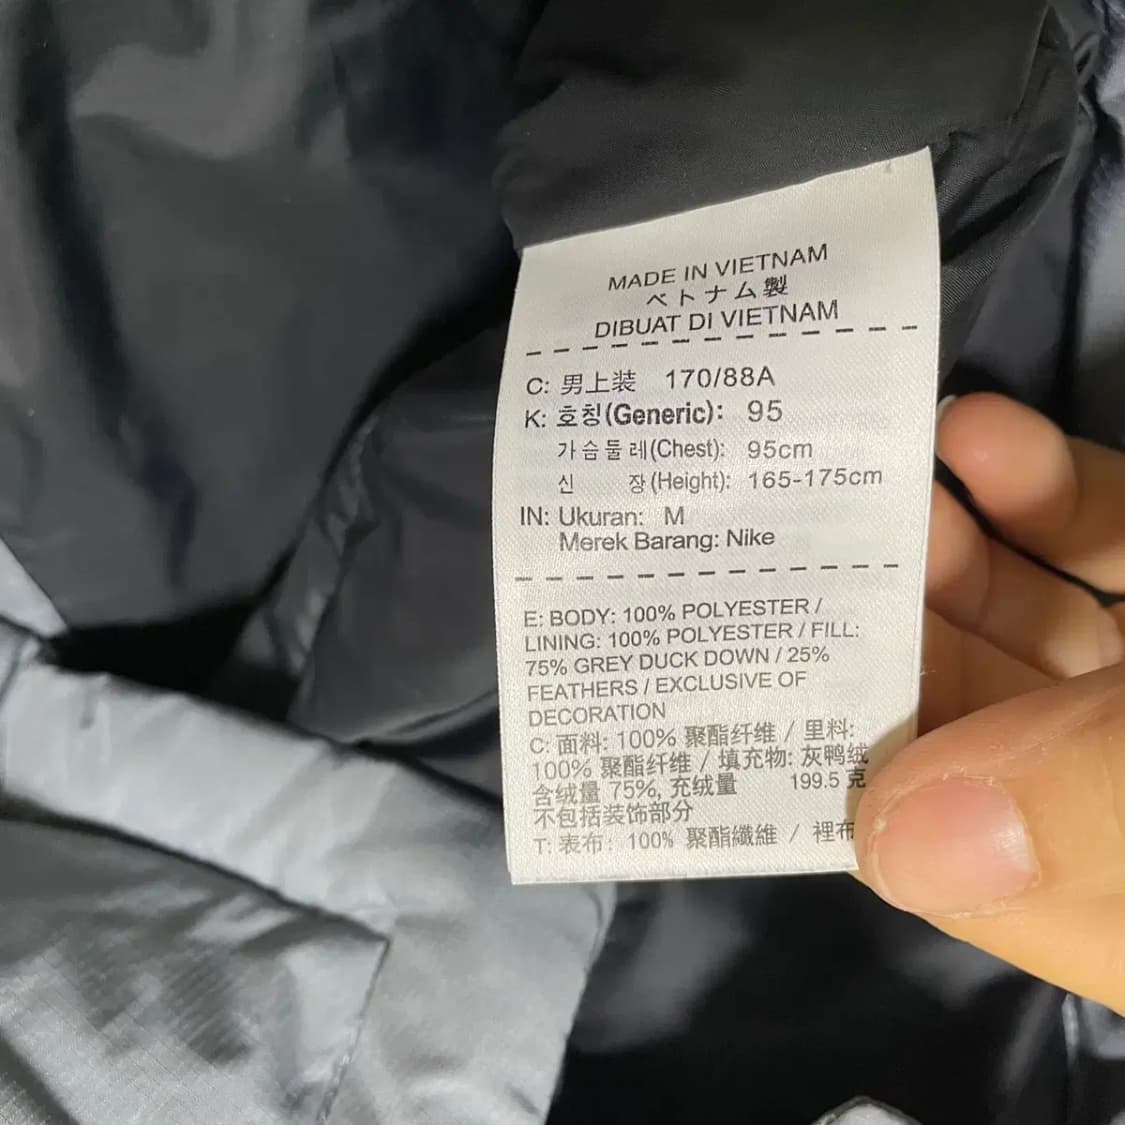 MADE IN VIETNAM
ベトナム製
DIBUAT DI VIETNAM
C: 男上装 170/88A
K: 호칭(Generic): 95
가슴둘레(Chest): 95cm
신 장(Height): 165-175cm
IN: Ukuran: M
Merek Barang: Nike
E: BODY: 100% POLYESTER /
LINING: 100% POLYESTER / FILL:
75% GREY DUCK DOWN / 25%
FEATHERS / EXCLUSIVE OF
DECORATION
C: 面料: 100% 聚酯纤维 / 里料:
100% 聚酯纤维 / 填充物: 灰鸭绒
含绒量 75%, 充绒量 199.5 克
不包括装饰部分
T: 表布: 100% 聚酯纖維 / 裡布